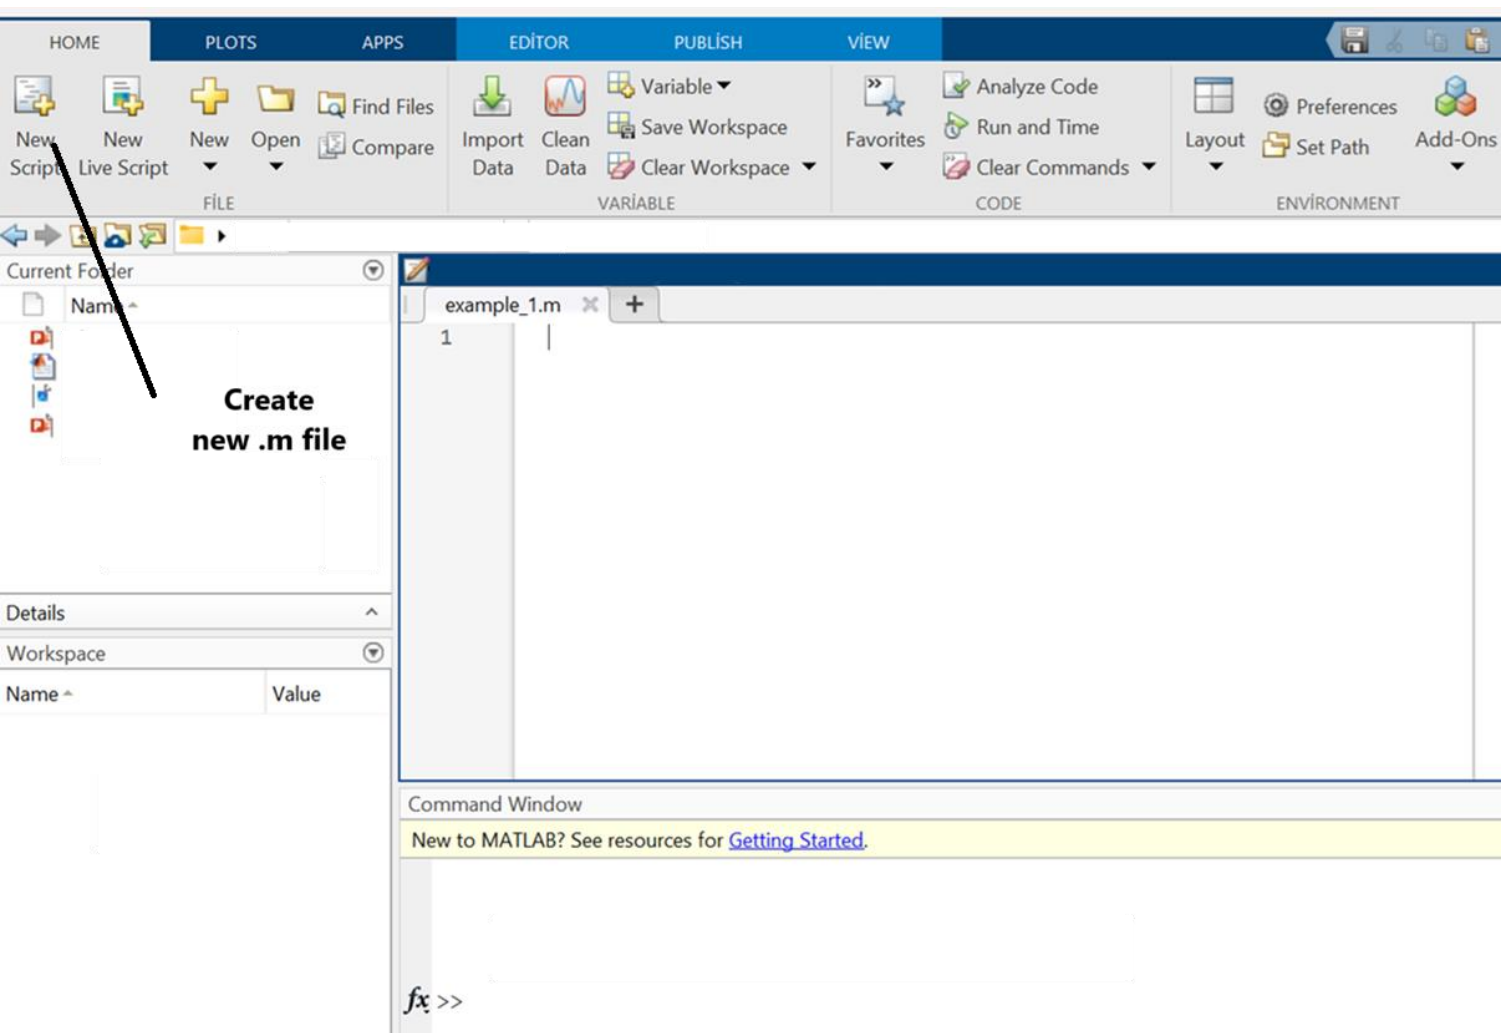 HOME PLOTS APPS EDİTOR PUBLİSH VİEW
New Script
New Live Script
New
Open
Find Files
Compare
FİLE
Import Data
Clean Data
Variable
Save Workspace
Clear Workspace
VARİABLE
Favorites
Analyze Code
Run and Time
Clear Commands
CODE
Layout
Preferences
Set Path
Add-Ons
ENVİRONMENT
Current Folder
Name
Create
new .m file
Details
Workspace
Name Value
example_1.m
1
Command Window
New to MATLAB? See resources for Getting Started.
fx >>